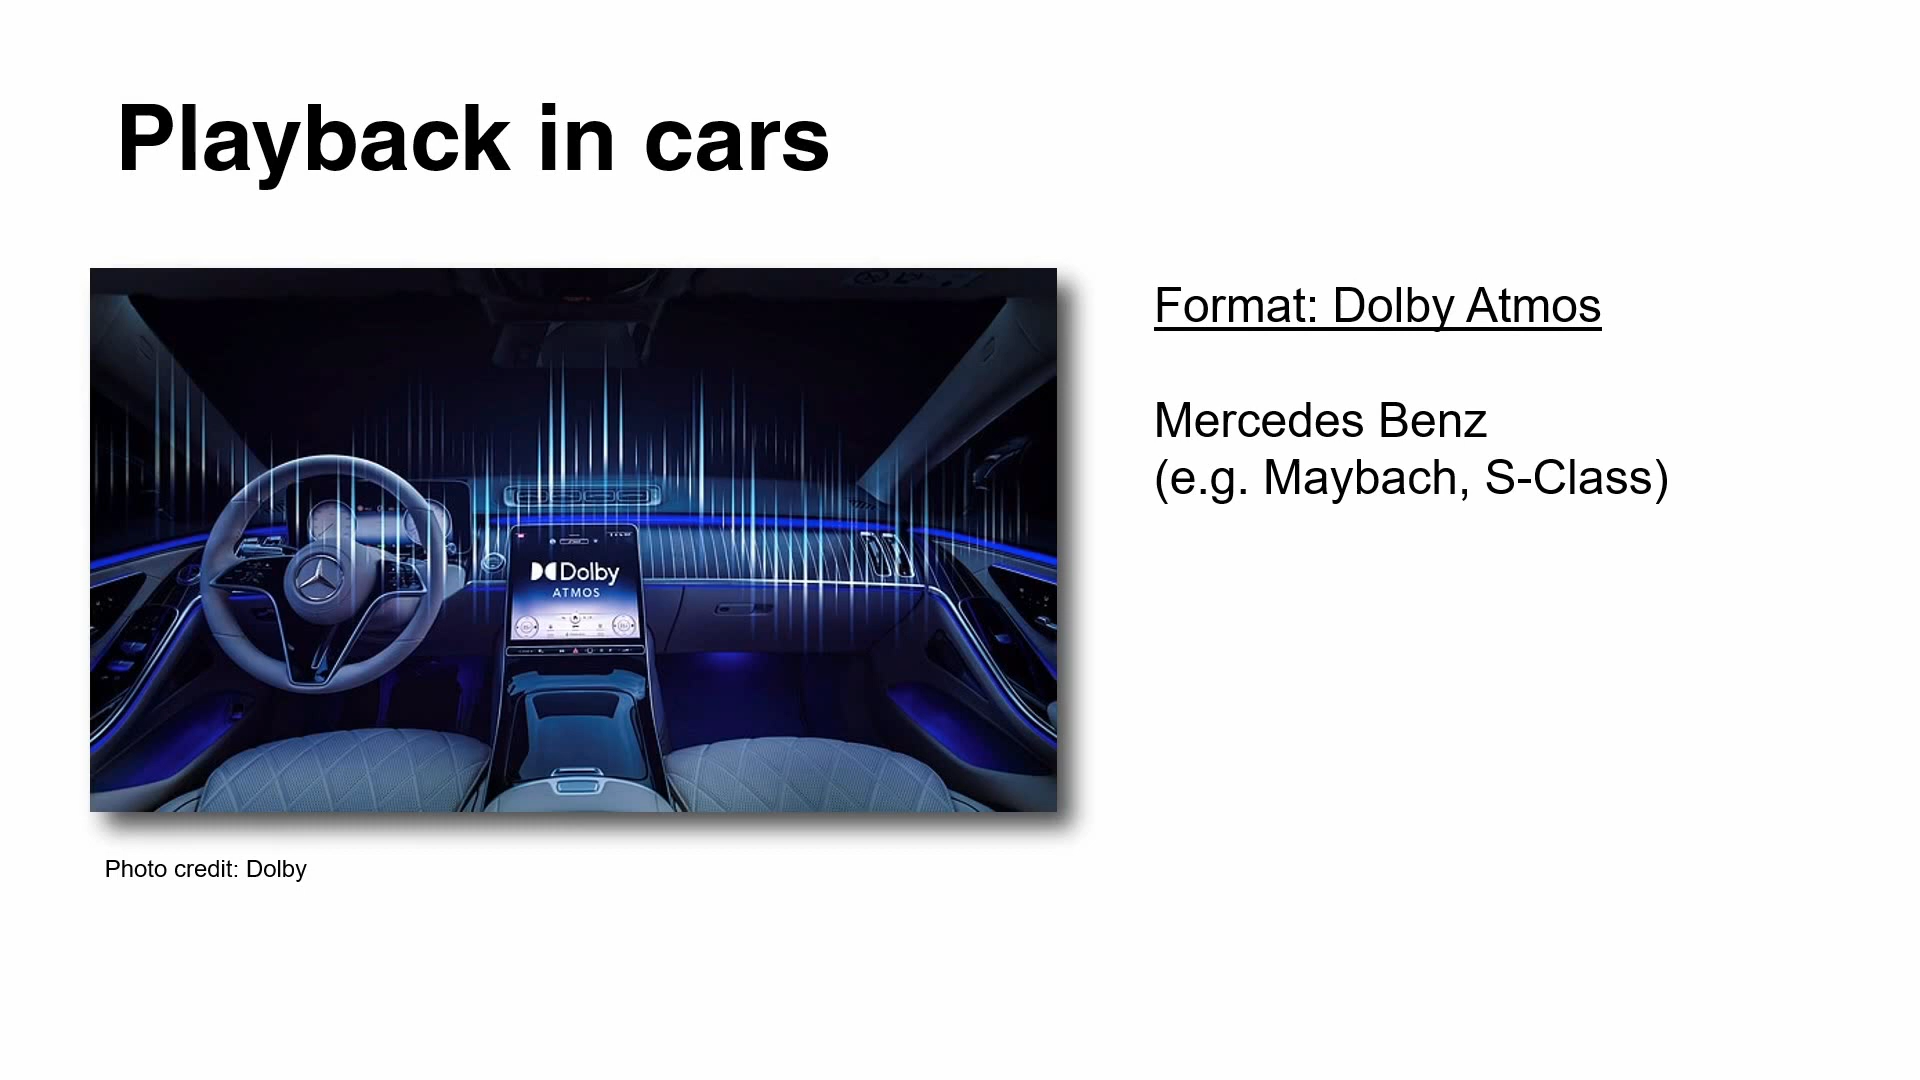 Playback in cars
Format: Dolby Atmos
Mercedes Benz
(e.g. Maybach, S-Class)
Dolby
ATMOS
Photo credit: Dolby